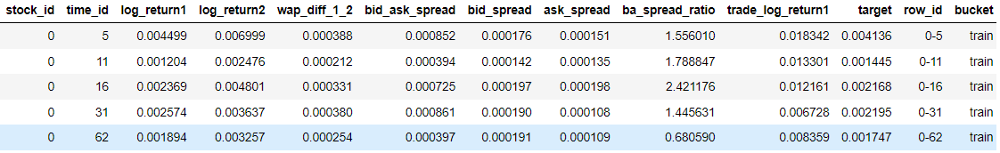 stock_id time_id log_return1 log_return2 wap_diff_1_2 bid_ask_spread bid_spread ask_spread ba_spread_ratio trade_log_return1 target row_id bucket
0 5 0.004499 0.006999 0.000388 0.000852 0.000176 0.000151 1.556010 0.018342 0.004136 0-5 train
0 11 0.001204 0.002476 0.000212 0.000394 0.000142 0.000135 1.788847 0.013301 0.001445 0-11 train
0 16 0.002369 0.004801 0.000331 0.000725 0.000197 0.000198 2.421176 0.012161 0.002168 0-16 train
0 31 0.002574 0.003637 0.000380 0.000861 0.000190 0.000108 1.445631 0.006728 0.002195 0-31 train
0 62 0.001894 0.003257 0.000254 0.000397 0.000191 0.000109 0.680590 0.008359 0.001747 0-62 train